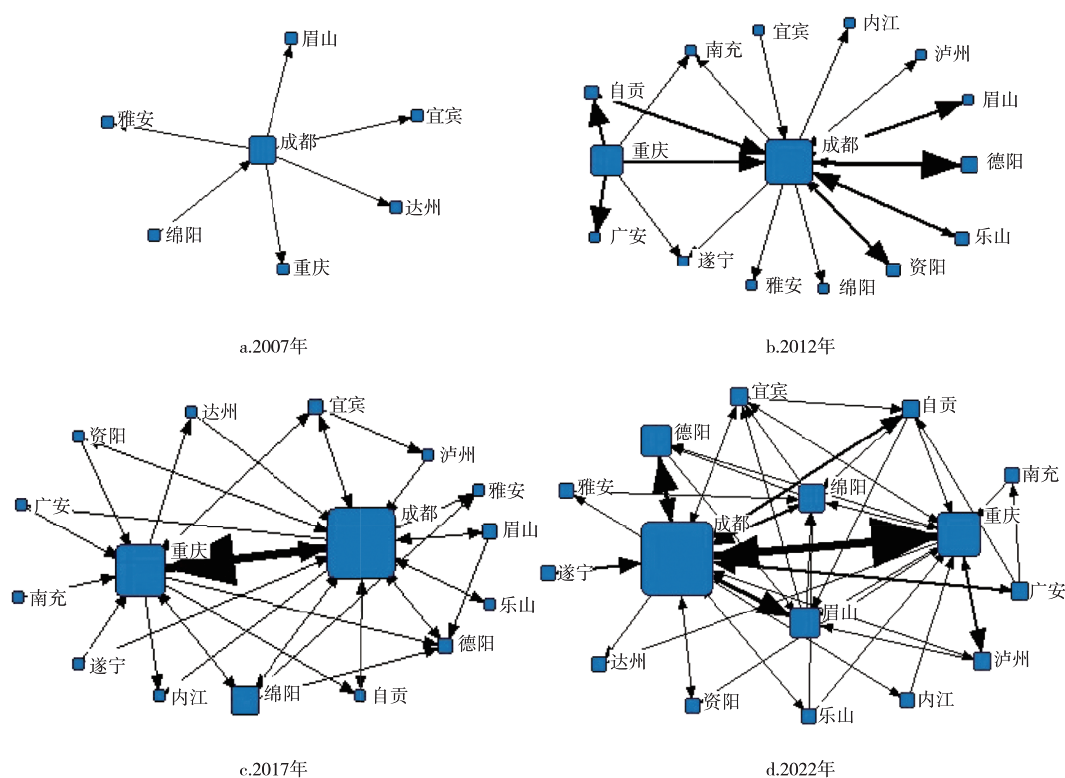 眉山
雅安
成都
宜宾
达州
绵阳
重庆
a.2007年
宜宾
内江
南充
泸州
自贡
眉山
成都
重庆
德阳
广安
乐山
遂宁
资阳
雅安
绵阳
b.2012年
达州
宜宾
资阳
泸州
雅安
广安
成都
眉山
重庆
南充
乐山
德阳
遂宁
内江
绵阳
自贡
c.2017年
宜宾
自贡
德阳
南充
雅安
绵阳
成都
重庆
遂宁
广安
眉山
达州
泸州
资阳
内江
乐山
d.2022年